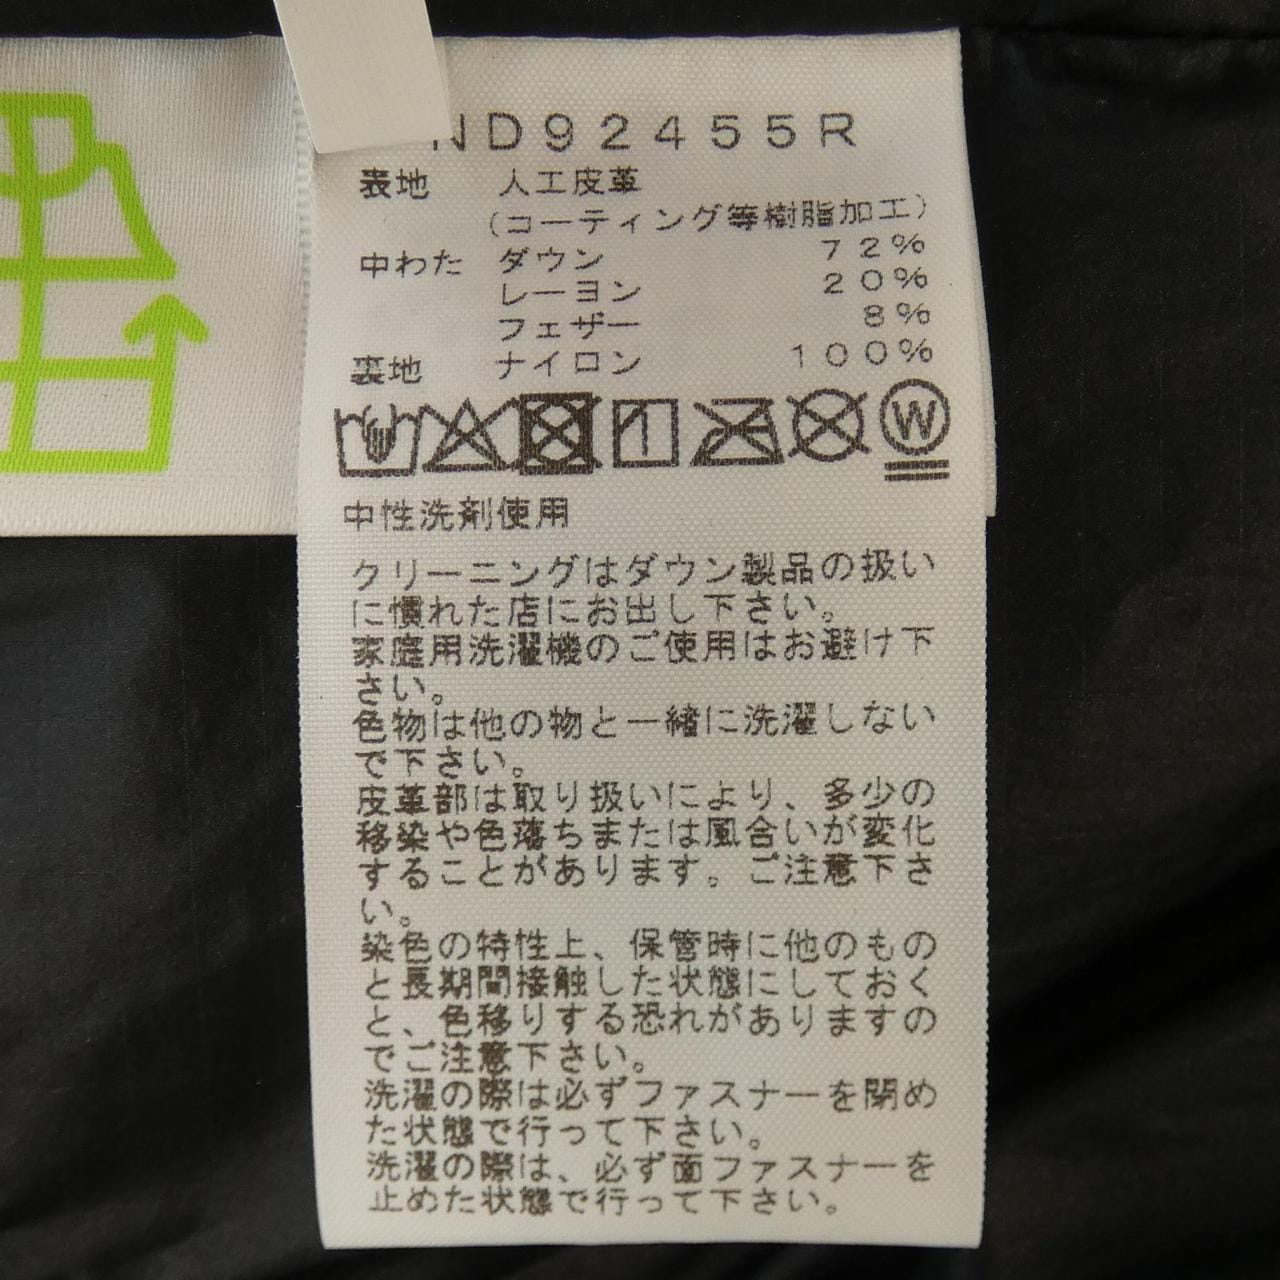 ND92455R
表地 人工皮革
(コーティング等樹脂加工)
中わた ダウン 72%
レーヨン 20%
フェザー 8%
裏地 ナイロン 100%
W
中性洗剤使用
クリーニングはダウン製品の扱い
に慣れた店にお出し下さい。
家庭用洗濯機のご使用はお避け下
さい。
色物は他の物と一緒に洗濯しない
で下さい。
皮革部は取り扱いにより、多少の
移染や色落ちまたは風合いが変化
することがあります。ご注意下さ
い。
染色の特性上、保管時に他のもの
と長期間接触した状態にしておく
と、色移りする恐れがありますの
でご注意下さい。
洗濯の際は必ずファスナーを閉め
た状態で行って下さい。
洗濯の際は、必ず面ファスナーを
止めた状態で行って下さい。